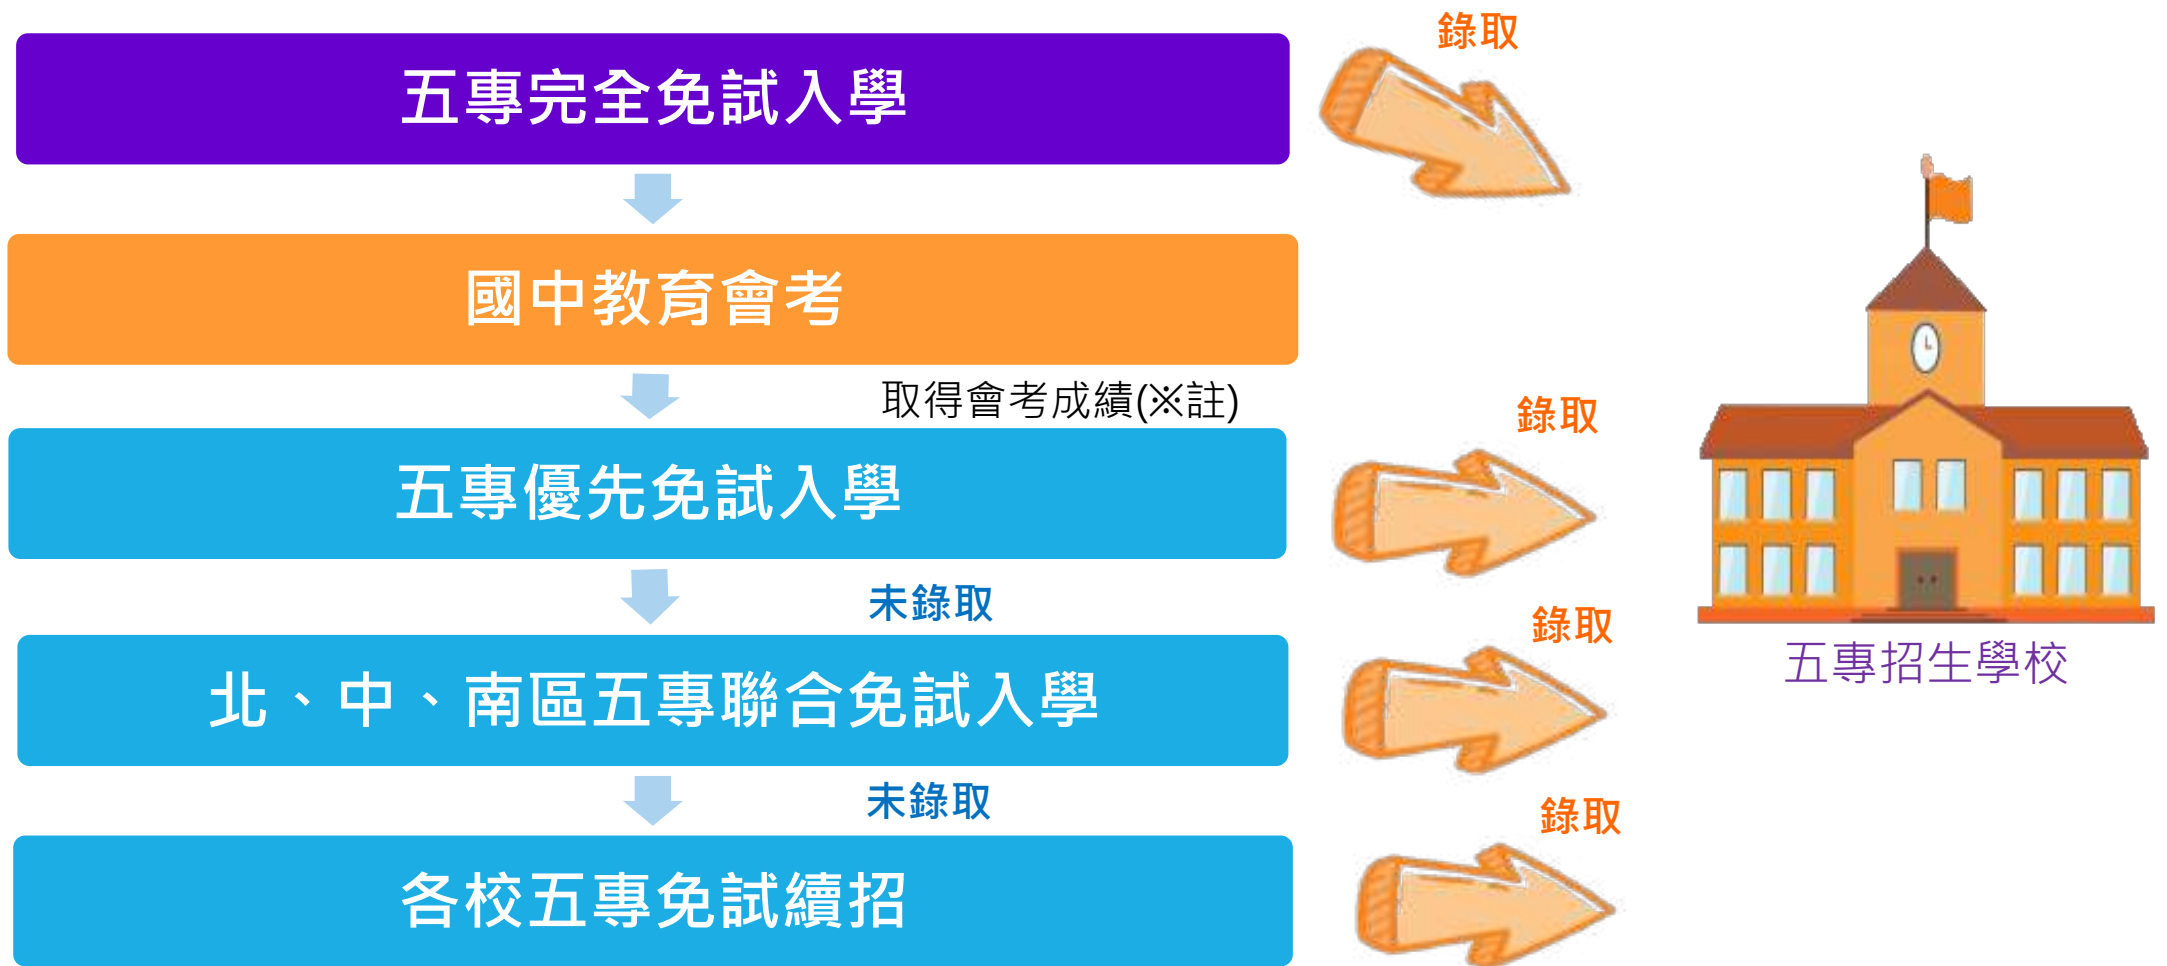 錄取
五專完全免試入學
國中教育會考
取得會考成績(※註)
錄取
五專優先免試入學
未錄取
錄取
北、中、南區五專聯合免試入學
五專招生學校
未錄取
錄取
各校五專免試續招